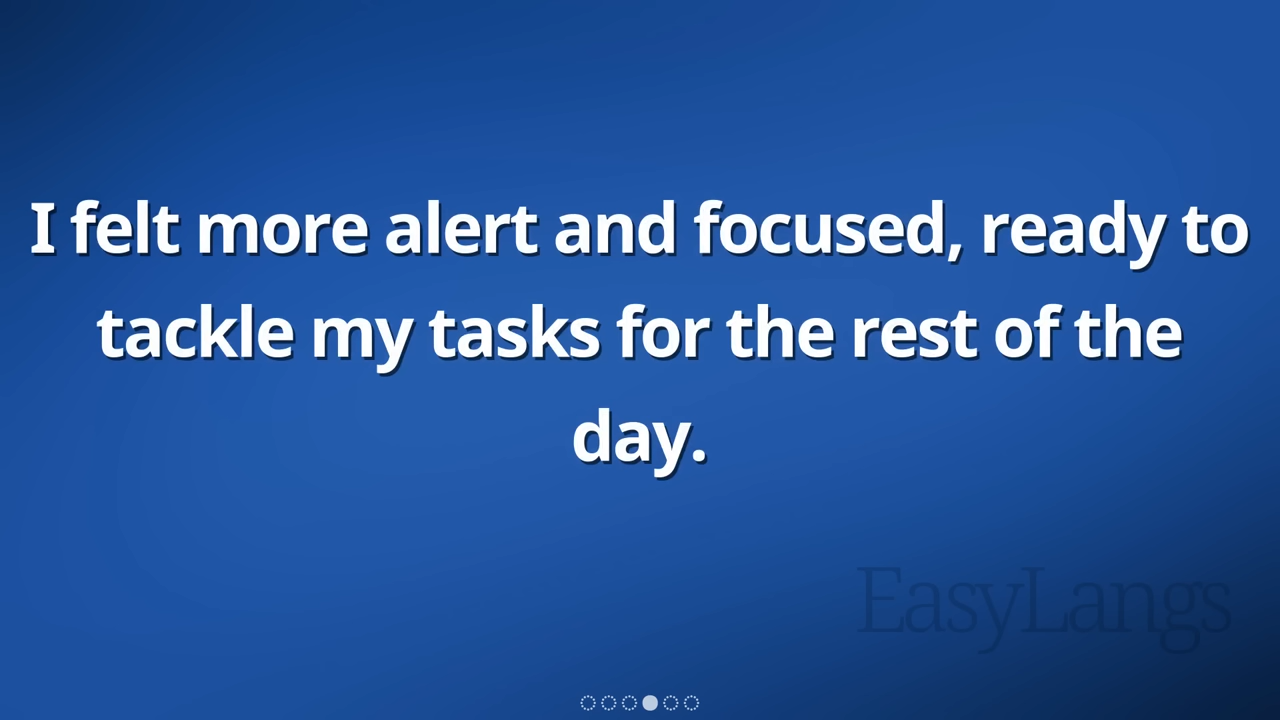 I felt more alert and focused, ready to
tackle my tasks for the rest of the
day.
EasyLangs